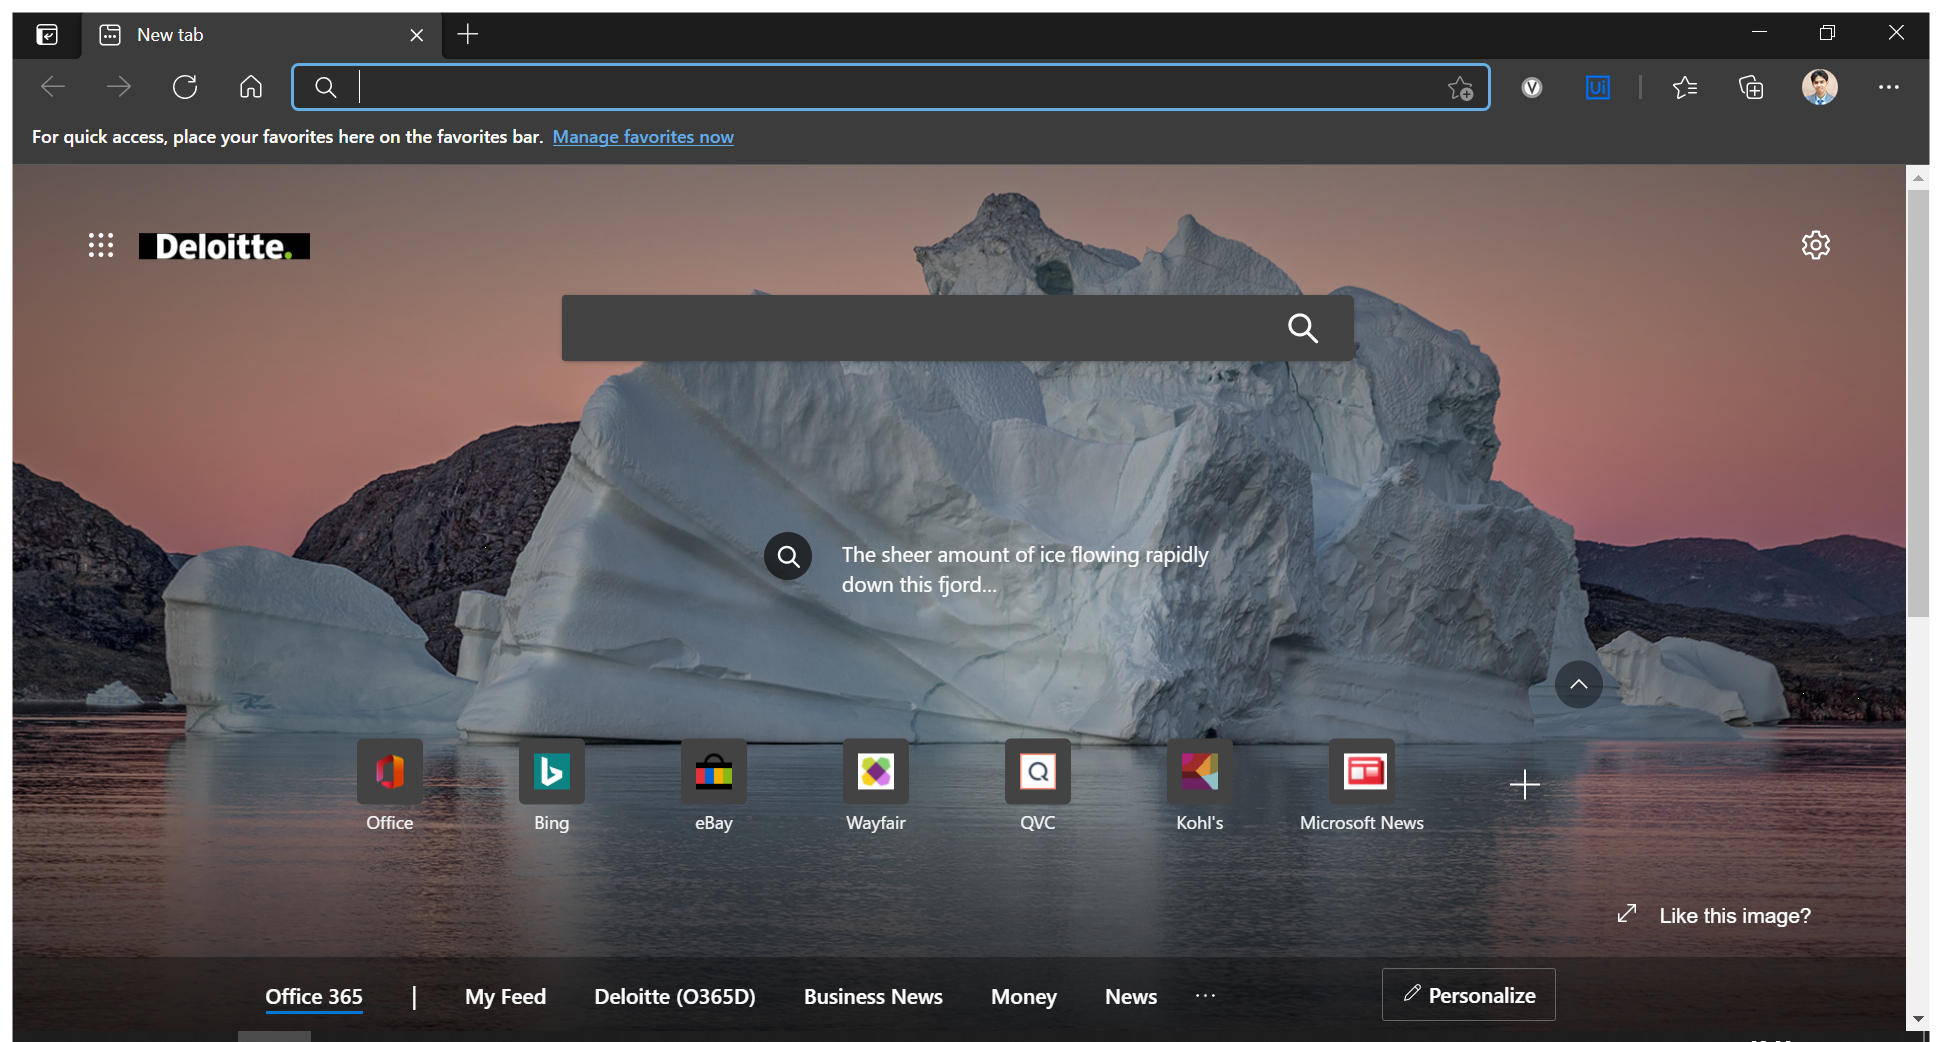 New tab
V
Ui
For quick access, place your favorites here on the favorites bar. Manage favorites now
Deloitte.
The sheer amount of ice flowing rapidly
down this fjord...
Office
Bing
eBay
Wayfair
QVC
Kohl's
Microsoft News
Like this image?
Office 365 | My Feed Deloitte (O365D) Business News Money News ... Personalize